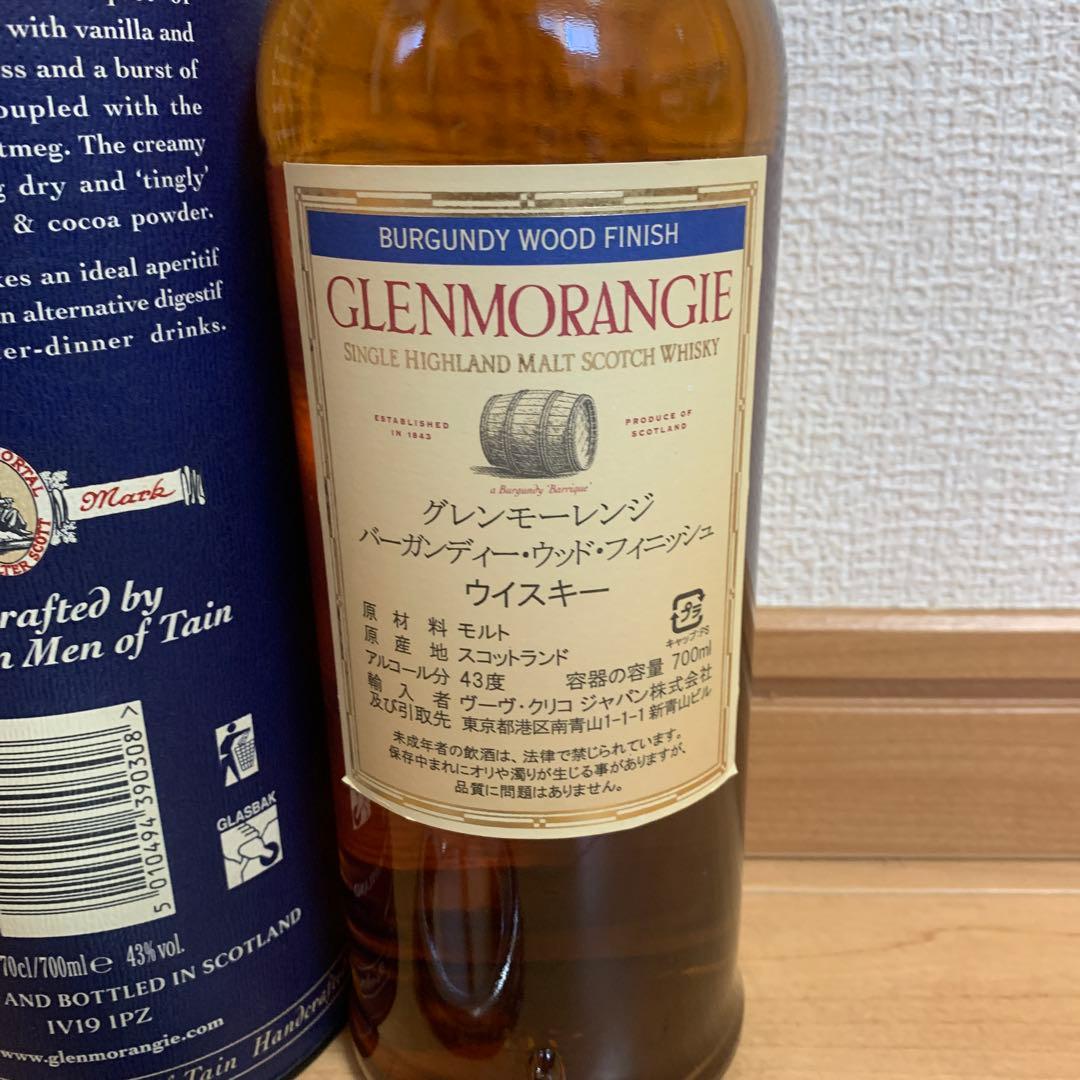 with vanilla and
and a burst of
with the
The creamy
dry and ‘tingly’
& cocoa powder.
an ideal aperitif
alternative digestif
drinks.
Mark
by
Men of Tain
5 010494 390308 >
GLASBAK
70cl/700ml e 43% vol.
AND BOTTLED IN SCOTLAND
IV19 1PZ
www.glenmorangie.com
of Tain
BURGUNDY WOOD FINISH
GLENMORANGIE
SINGLE HIGHLAND MALT SCOTCH WHISKY
ESTABLISHED
IN 1843
PRODUCE OF
SCOTLAND
a Burgundy 'Barrique'
グレンモーレンジ
バーガンディー・ウッド・フィニッシュ
ウイスキー
原材料 モルト
プラ
キャップ:PS
原産地 スコットランド
アルコール分 43度 容器の容量 700ml
輸入者 ヴーヴ・クリコ ジャパン株式会社
及び引取先 東京都港区南青山1-1-1 新青山ビル
未成年者の飲酒は、法律で禁じられています。
保存中まれにオリや濁りが生じる事がありますが、
品質に問題はありません。